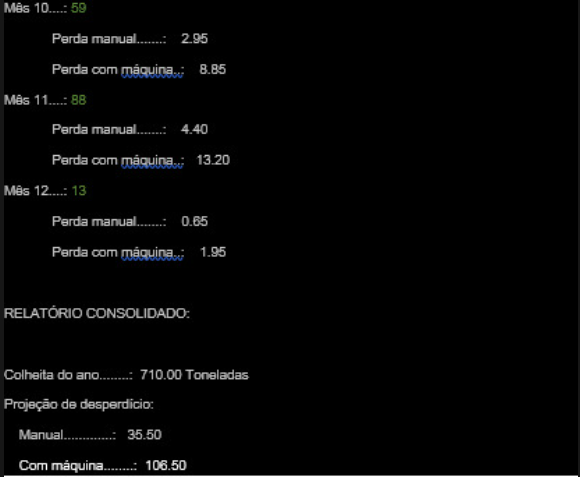 Mês 10....: 59
Perda manual.......: 2.95
Perda com máquina..: 8.85
Mês 11....: 88
Perda manual.......: 4.40
Perda com máquina..: 13.20
Mês 12....: 13
Perda manual.......: 0.65
Perda com máquina..: 1.95
RELATÓRIO CONSOLIDADO:
Colheita do ano........: 710.00 Toneladas
Projeção de desperdício:
Manual.............: 35.50
Com máquina........: 106.50